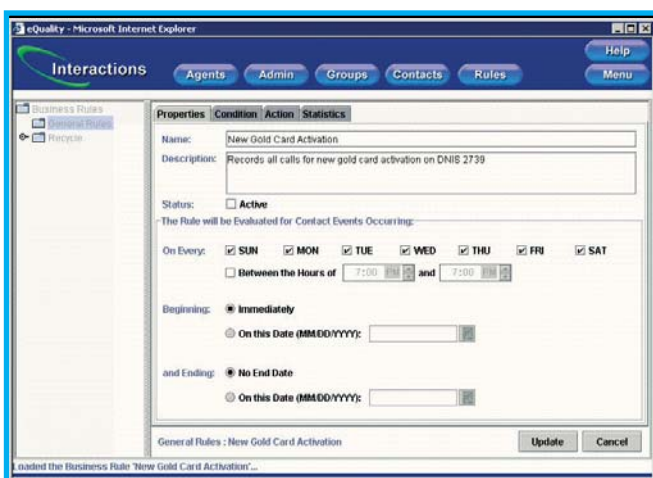 eQuality - Microsoft Internet Explorer
Interactions
Help
Agents Admin Groups Contacts Rules Menu
Business Rules
General Rules
Recycle
Properties Condition Action Statistics
Name: New Gold Card Activation
Description: Records all calls for new gold card activation on DNIS 2739
Status: Active
The Rule will be Evaluated for Contact Events Occurring:
On Every: SUN MON TUE WED THU FRI SAT
Between the Hours of 7:00 PM and 7:00 PM
Beginning: Immediately
On this Date (MM/DD/YYYY):
and Ending: No End Date
On this Date (MM/DD/YYYY):
General Rules : New Gold Card Activation Update Cancel
Loaded the Business Rule 'New Gold Card Activation'...